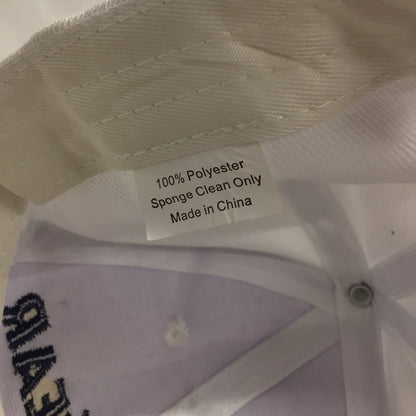 100% Polyester
Sponge Clean Only
Made in China